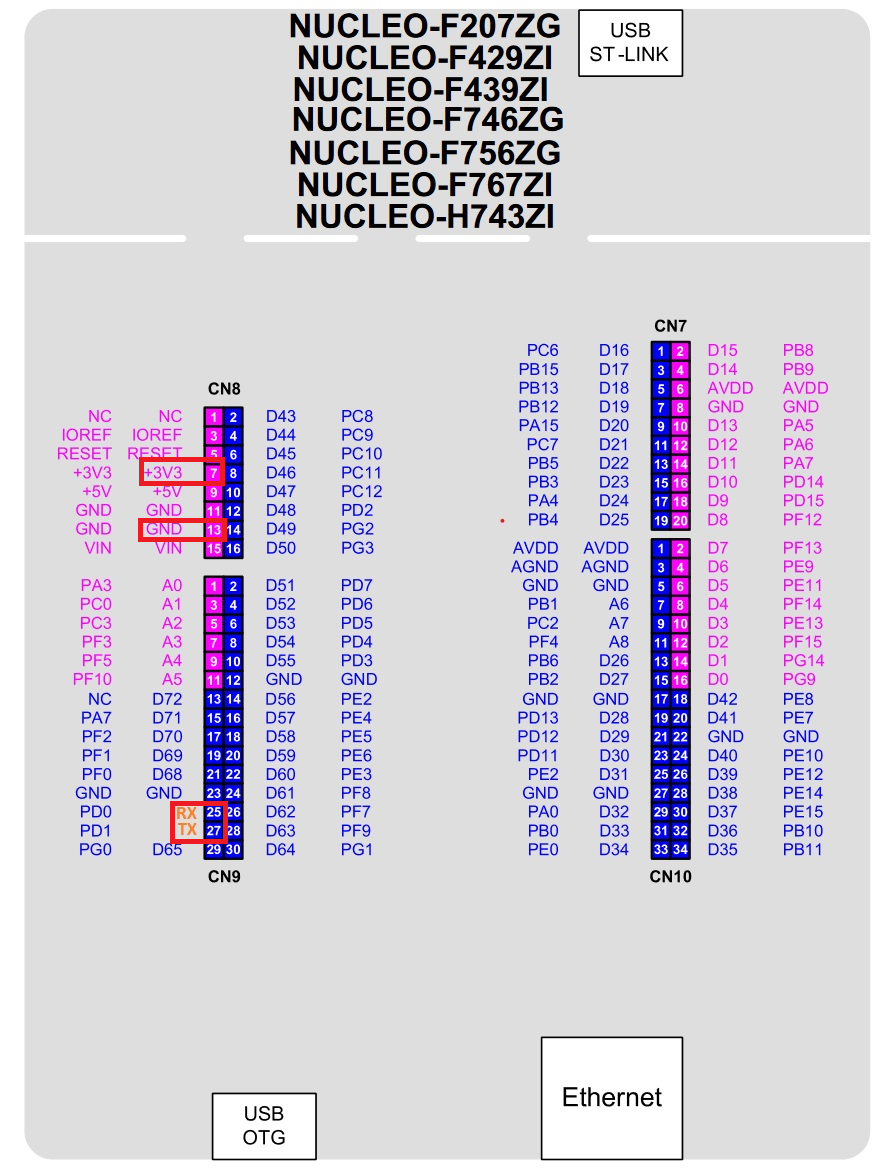 NUCLEO-F207ZG
NUCLEO-F429ZI
NUCLEO-F439ZI
NUCLEO-F746ZG
NUCLEO-F756ZG
NUCLEO-F767ZI
NUCLEO-H743ZI
USB
ST-LINK
CN8
NC NC 1 2 D43 PC8
IOREF IOREF 3 4 D44 PC9
RESET RESET 5 6 D45 PC10
+3V3 +3V3 7 8 D46 PC11
+5V +5V 9 10 D47 PC12
GND GND 11 12 D48 PD2
GND GND 13 14 D49 PG2
VIN VIN 15 16 D50 PG3
PA3 A0 1 2 D51 PD7
PC0 A1 3 4 D52 PD6
PC3 A2 5 6 D53 PD5
PF3 A3 7 8 D54 PD4
PF5 A4 9 10 D55 PD3
PF10 A5 11 12 GND GND
NC D72 13 14 D56 PE2
PA7 D71 15 16 D57 PE4
PF2 D70 17 18 D58 PE5
PF1 D69 19 20 D59 PE6
PF0 D68 21 22 D60 PE3
GND GND 23 24 D61 PF8
PD0 RX 25 26 D62 PF7
PD1 TX 27 28 D63 PF9
PG0 D65 29 30 D64 PG1
CN9
CN7
PC6 D16 1 2 D15 PB8
PB15 D17 3 4 D14 PB9
PB13 D18 5 6 AVDD AVDD
PB12 D19 7 8 GND GND
PA15 D20 9 10 D13 PA5
PC7 D21 11 12 D12 PA6
PB5 D22 13 14 D11 PA7
PB3 D23 15 16 D10 PD14
PA4 D24 17 18 D9 PD15
PB4 D25 19 20 D8 PF12
AVDD AVDD 1 2 D7 PF13
AGND AGND 3 4 D6 PE9
GND GND 5 6 D5 PE11
PB1 A6 7 8 D4 PF14
PC2 A7 9 10 D3 PE13
PF4 A8 11 12 D2 PF15
PB6 D26 13 14 D1 PG14
PB2 D27 15 16 D0 PG9
GND GND 17 18 D42 PE8
PD13 D28 19 20 D41 PE7
PD12 D29 21 22 GND GND
PD11 D30 23 24 D40 PE10
PE2 D31 25 26 D39 PE12
GND GND 27 28 D38 PE14
PA0 D32 29 30 D37 PE15
PB0 D33 31 32 D36 PB10
PE0 D34 33 34 D35 PB11
CN10
USB
OTG
Ethernet